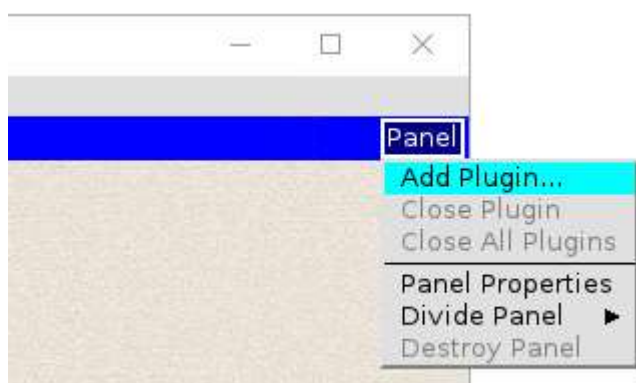 Panel
Add Plugin...
Close Plugin
Close All Plugins
Panel Properties
Divide Panel
Destroy Panel